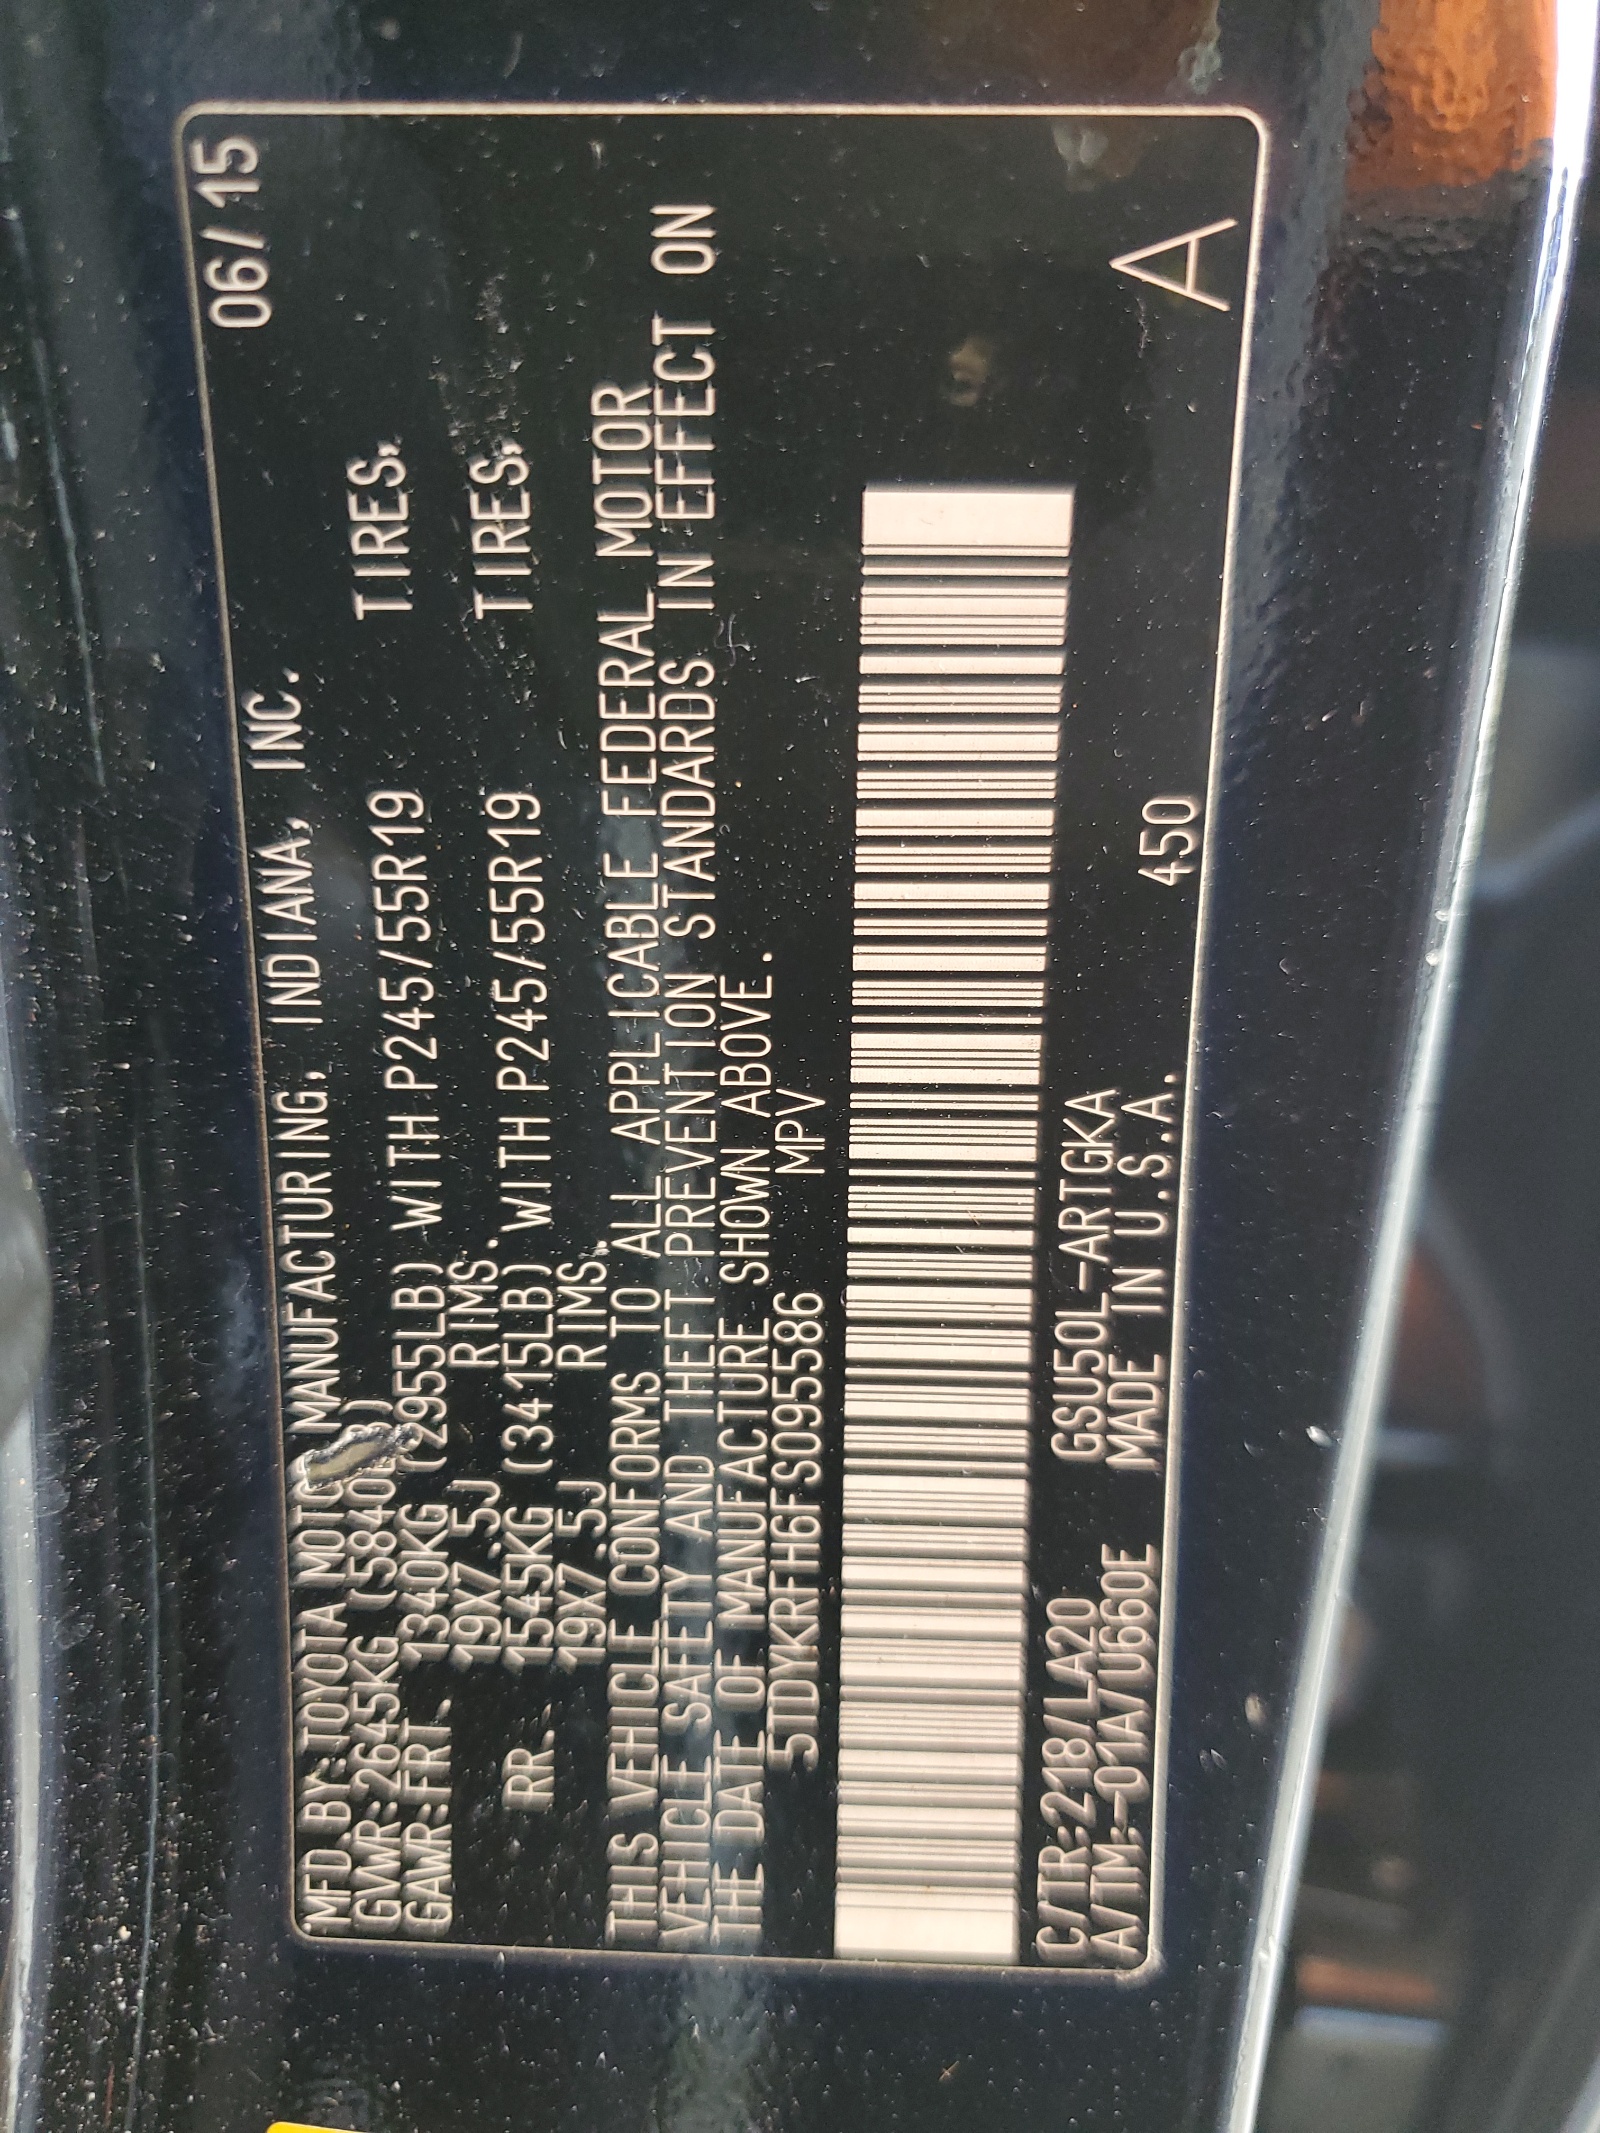 MFD.BY:TOYOTA MOTOR MANUFACTURING, INDIANA, INC. 06/15
GVWR:2645KG (5840LB)
GAWR:FRT. 1340KG (2955LB) WITH P245/55R19 TIRES,
19X7.5J RIMS.
RR. 1545KG (3415LB) WITH P245/55R19 TIRES,
19X7.5J RIMS.
THIS VEHICLE CONFORMS TO ALL APPLICABLE FEDERAL MOTOR
VEHICLE SAFETY AND THEFT PREVENTION STANDARDS IN EFFECT ON
THE DATE OF MANUFACTURE SHOWN ABOVE.
5TDYKRFH6FS095586 MPV
C/TR:218/LA20 GSU50L-ARTGKA
A/TM:-01A/U660E MADE IN U.S.A. 450 A